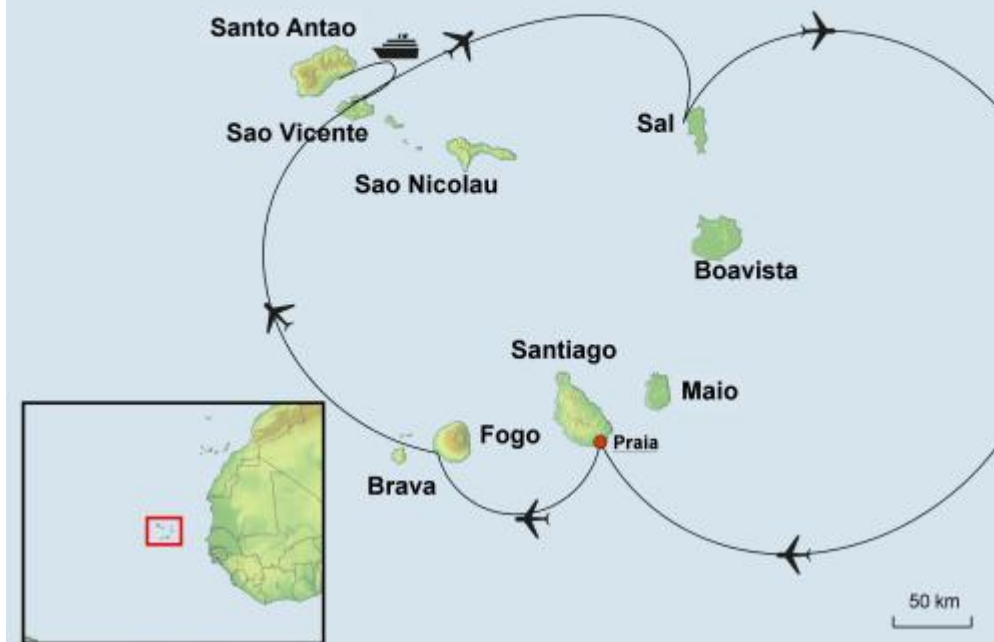 Santo Antao
Sao Vicente
Sal
Sao Nicolau
Boavista
Santiago
Maio
Fogo
Praia
Brava
50 km